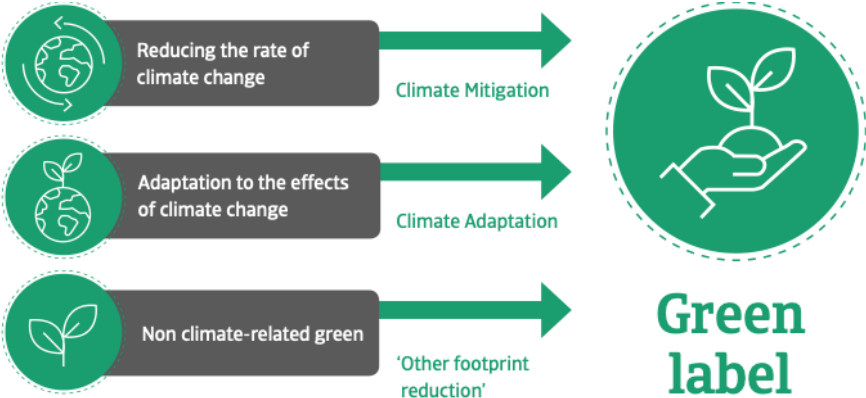 Reducing the rate of
climate change
Climate Mitigation
Adaptation to the effects
of climate change
Climate Adaptation
Non climate-related green
‘Other footprint
reduction’
Green
label